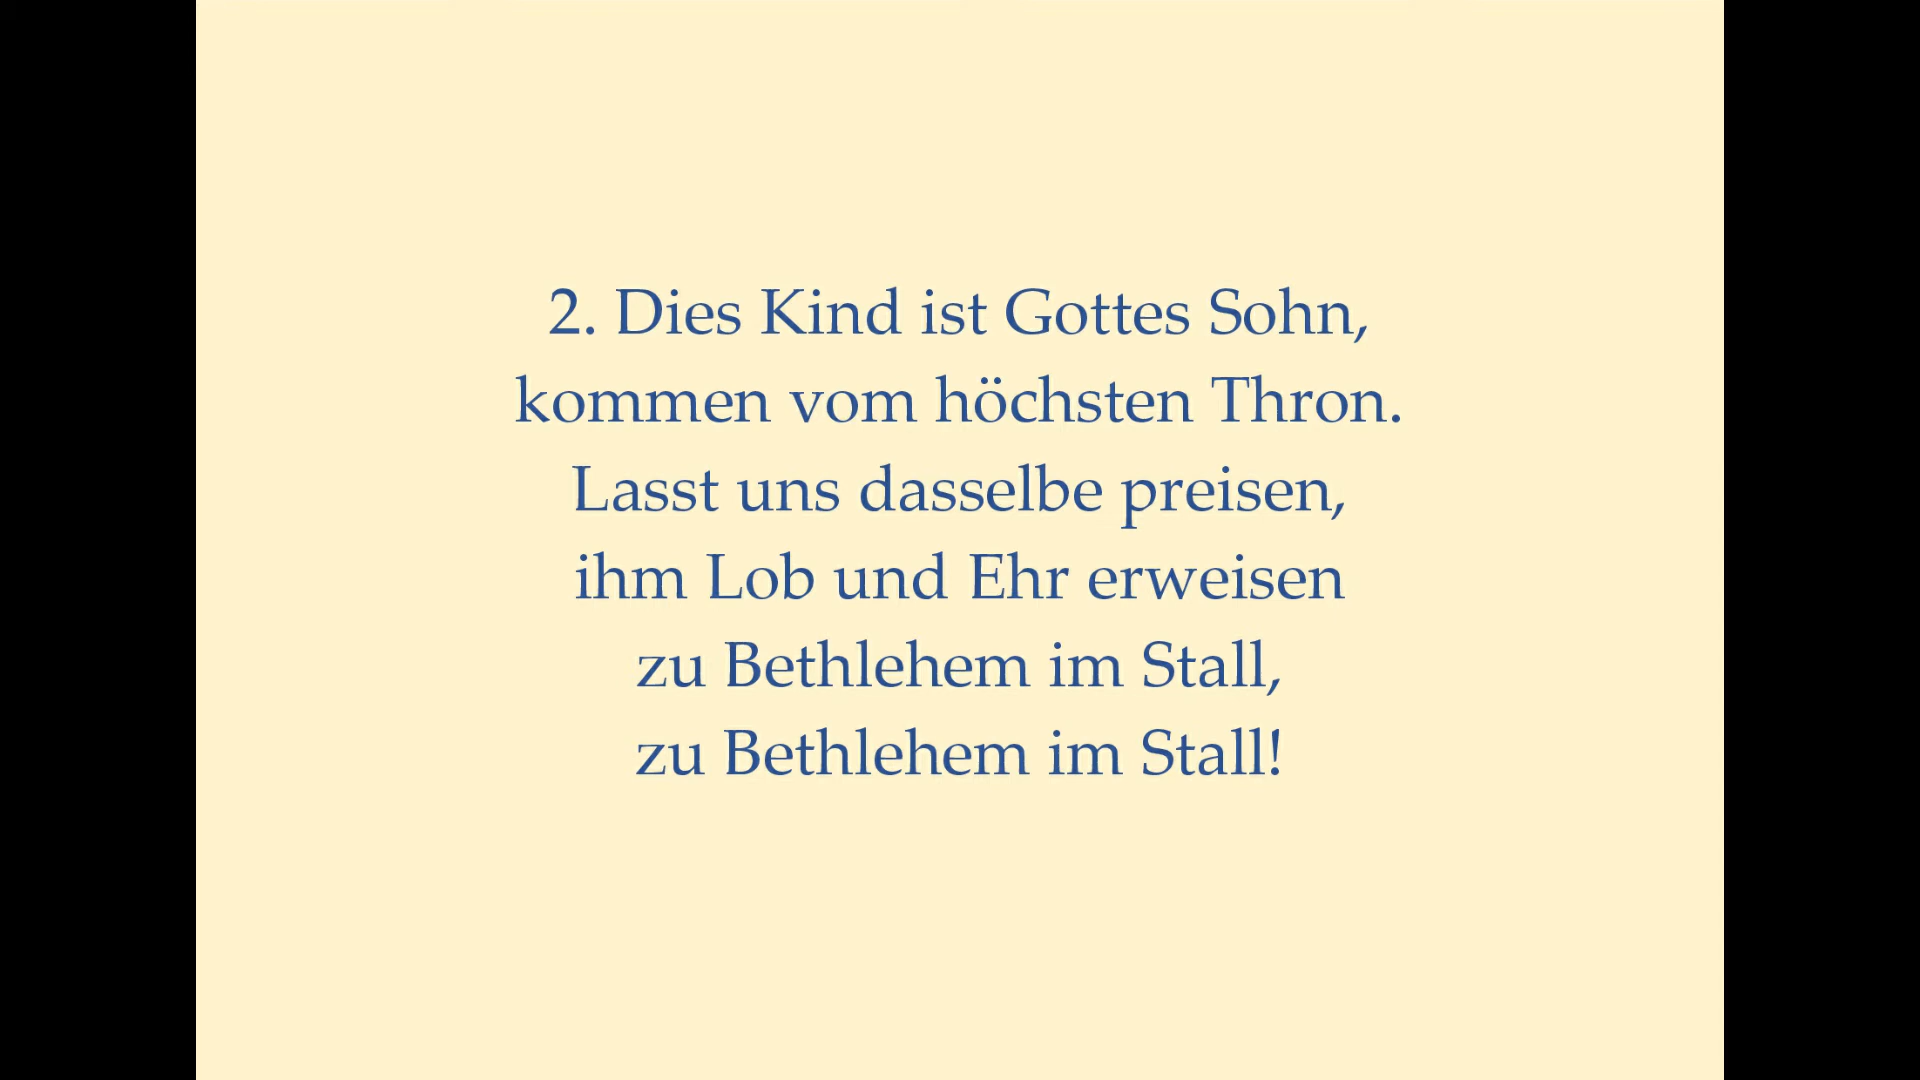 2. Dies Kind ist Gottes Sohn,
kommen vom höchsten Thron.
Lasst uns dasselbe preisen,
ihm Lob und Ehr erweisen
zu Bethlehem im Stall,
zu Bethlehem im Stall!